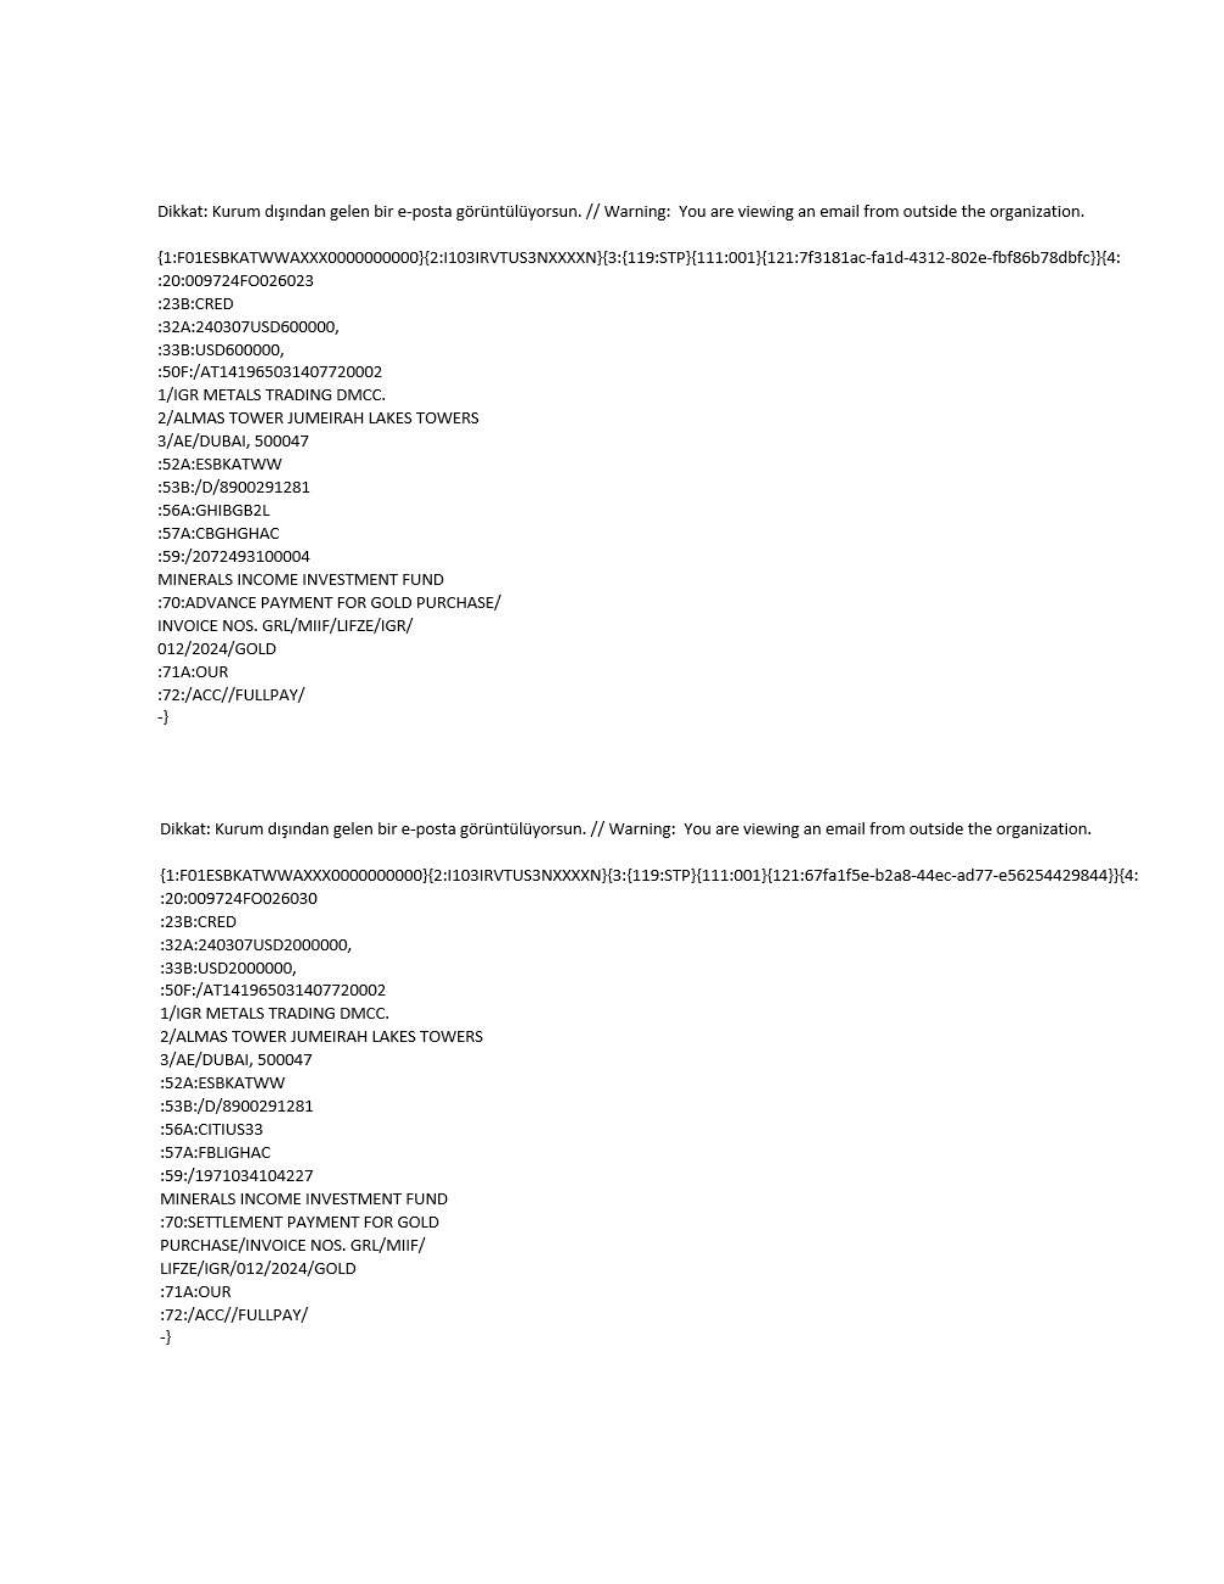 Dikkat: Kurum dışından gelen bir e-posta görüntülüyorsun. // Warning:  You are viewing an email from outside the organization.
{1:F01ESBKATWWAXXX0000000000}{2:I103IRVTUS3NXXXXN}{3:{119:STP}{111:001}{121:7f3181ac-fa1d-4312-802e-fbf86b78dbfc}}{4:
:20:009724FO026023
:23B:CRED
:32A:240307USD600000,
:33B:USD600000,
:50F:/AT141965031407720002
1/IGR METALS TRADING DMCC.
2/ALMAS TOWER JUMEIRAH LAKES TOWERS
3/AE/DUBAI, 500047
:52A:ESBKATWW
:53B:/D/8900291281
:56A:GHIBGB2L
:57A:CBGHGHAC
:59:/2072493100004
MINERALS INCOME INVESTMENT FUND
:70:ADVANCE PAYMENT FOR GOLD PURCHASE/
INVOICE NOS. GRL/MIIF/LIFZE/IGR/
012/2024/GOLD
:71A:OUR
:72:/ACC//FULLPAY/
-}
Dikkat: Kurum dışından gelen bir e-posta görüntülüyorsun. // Warning:  You are viewing an email from outside the organization.
{1:F01ESBKATWWAXXX0000000000}{2:I103IRVTUS3NXXXXN}{3:{119:STP}{111:001}{121:67fa1f5e-b2a8-44ec-ad77-e56254429844}}{4:
:20:009724FO026030
:23B:CRED
:32A:240307USD2000000,
:33B:USD2000000,
:50F:/AT141965031407720002
1/IGR METALS TRADING DMCC.
2/ALMAS TOWER JUMEIRAH LAKES TOWERS
3/AE/DUBAI, 500047
:52A:ESBKATWW
:53B:/D/8900291281
:56A:CITIUS33
:57A:FBLIGHAC
:59:/1971034104227
MINERALS INCOME INVESTMENT FUND
:70:SETTLEMENT PAYMENT FOR GOLD
PURCHASE/INVOICE NOS. GRL/MIIF/
LIFZE/IGR/012/2024/GOLD
:71A:OUR
:72:/ACC//FULLPAY/
-}